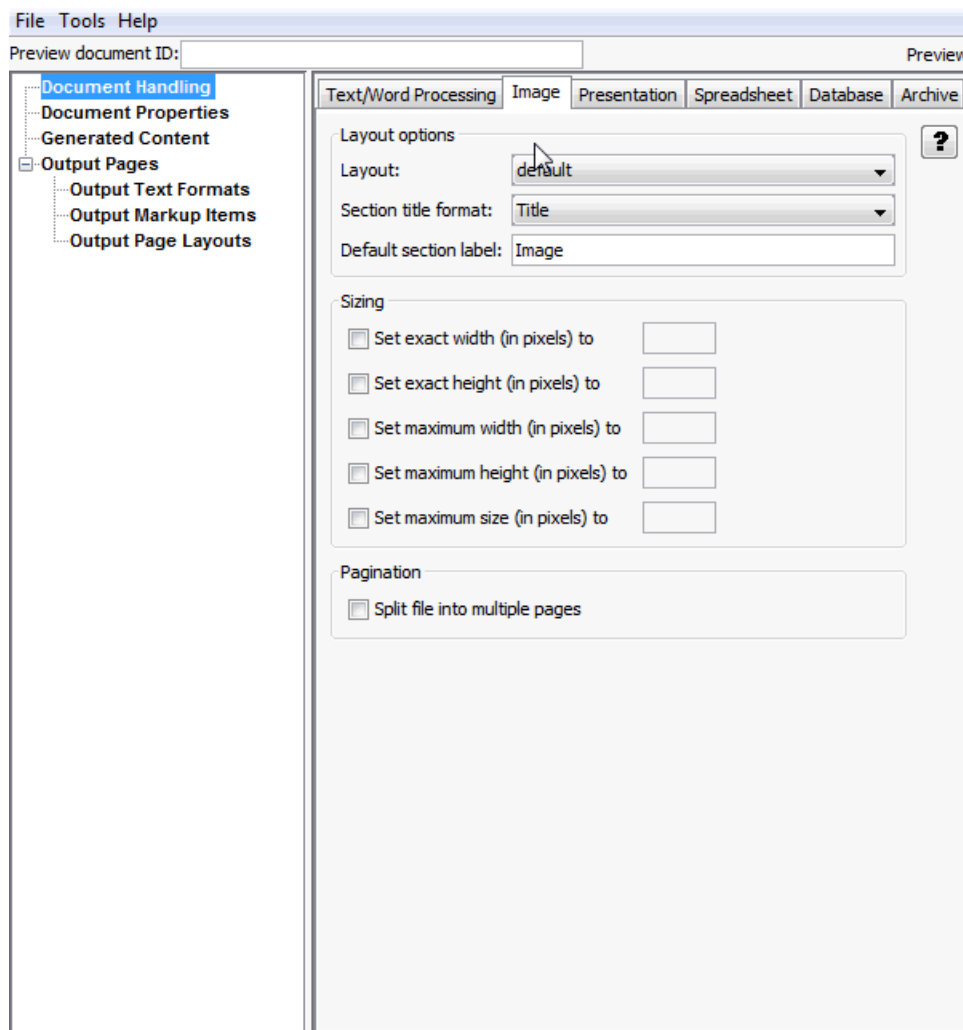 File Tools Help
Preview document ID:
Preview
Document Handling
Document Properties
Generated Content
Output Pages
Output Text Formats
Output Markup Items
Output Page Layouts
Text/Word Processing Image Presentation Spreadsheet Database Archive
Layout options
?
Layout: default
Section title format: Title
Default section label: Image
Sizing
Set exact width (in pixels) to
Set exact height (in pixels) to
Set maximum width (in pixels) to
Set maximum height (in pixels) to
Set maximum size (in pixels) to
Pagination
Split file into multiple pages